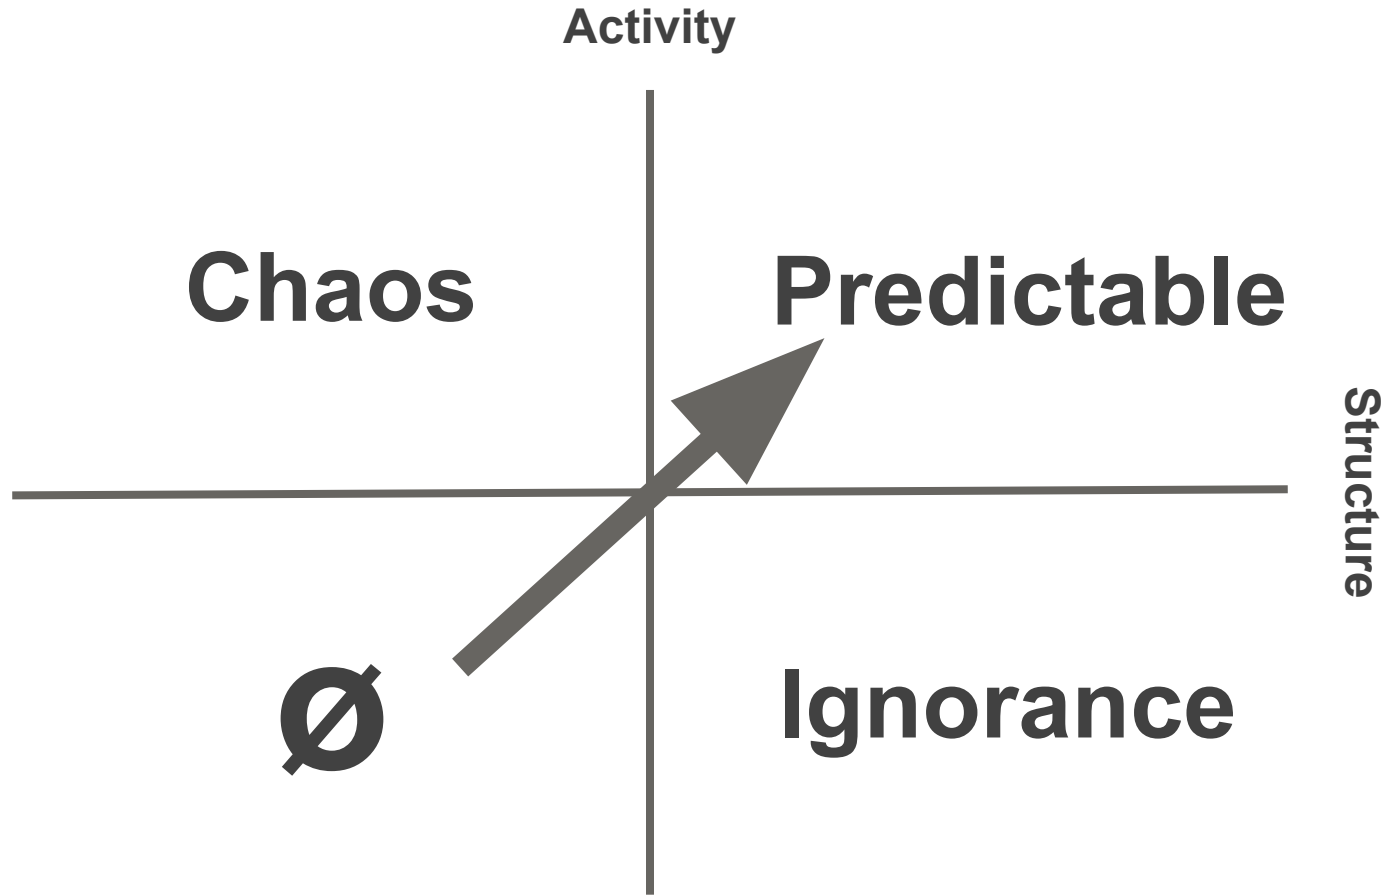 Activity
Chaos
Predictable
Structure
Ø
Ignorance